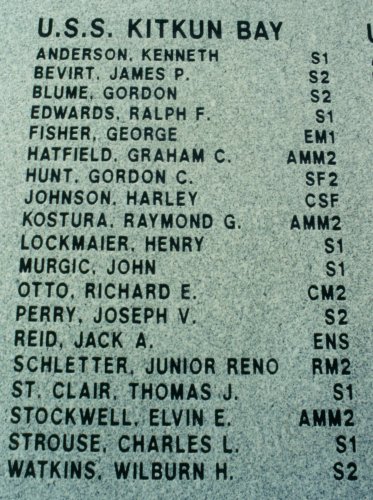 U.S.S. KITKUN BAY
ANDERSON, KENNETH S1
BEVIRT, JAMES P. S2
BLUME, GORDON S2
EDWARDS, RALPH F. S1
FISHER, GEORGE EM1
HATFIELD, GRAHAM C. AMM2
HUNT, GORDON C. SF2
JOHNSON, HARLEY CSF
KOSTURA, RAYMOND G. AMM2
LOCKMAIER, HENRY S1
MURGIC, JOHN S1
OTTO, RICHARD E. CM2
PERRY, JOSEPH V. S2
REID, JACK A. ENS
SCHLETTER, JUNIOR RENO RM2
ST. CLAIR, THOMAS J. S1
STOCKWELL, ELVIN E. AMM2
STROUSE, CHARLES L. S1
WATKINS, WILBURN H. S2